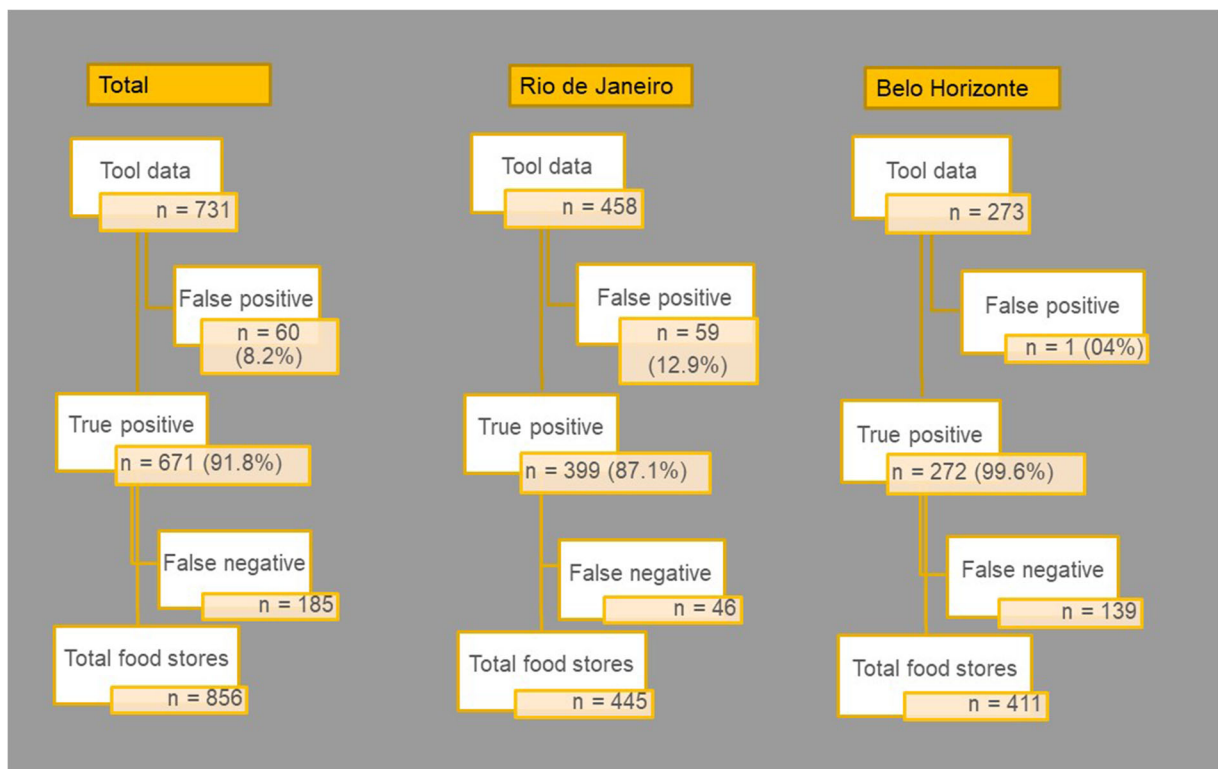 Total
Tool data
n = 731
False positive
n = 60
(8.2%)
True positive
n = 671 (91.8%)
False negative
n = 185
Total food stores
n = 856
Rio de Janeiro
Tool data
n = 458
False positive
n = 59
(12.9%)
True positive
n = 399 (87.1%)
False negative
n = 46
Total food stores
n = 445
Belo Horizonte
Tool data
n = 273
False positive
n = 1 (04%)
True positive
n = 272 (99.6%)
False negative
n = 139
Total food stores
n = 411